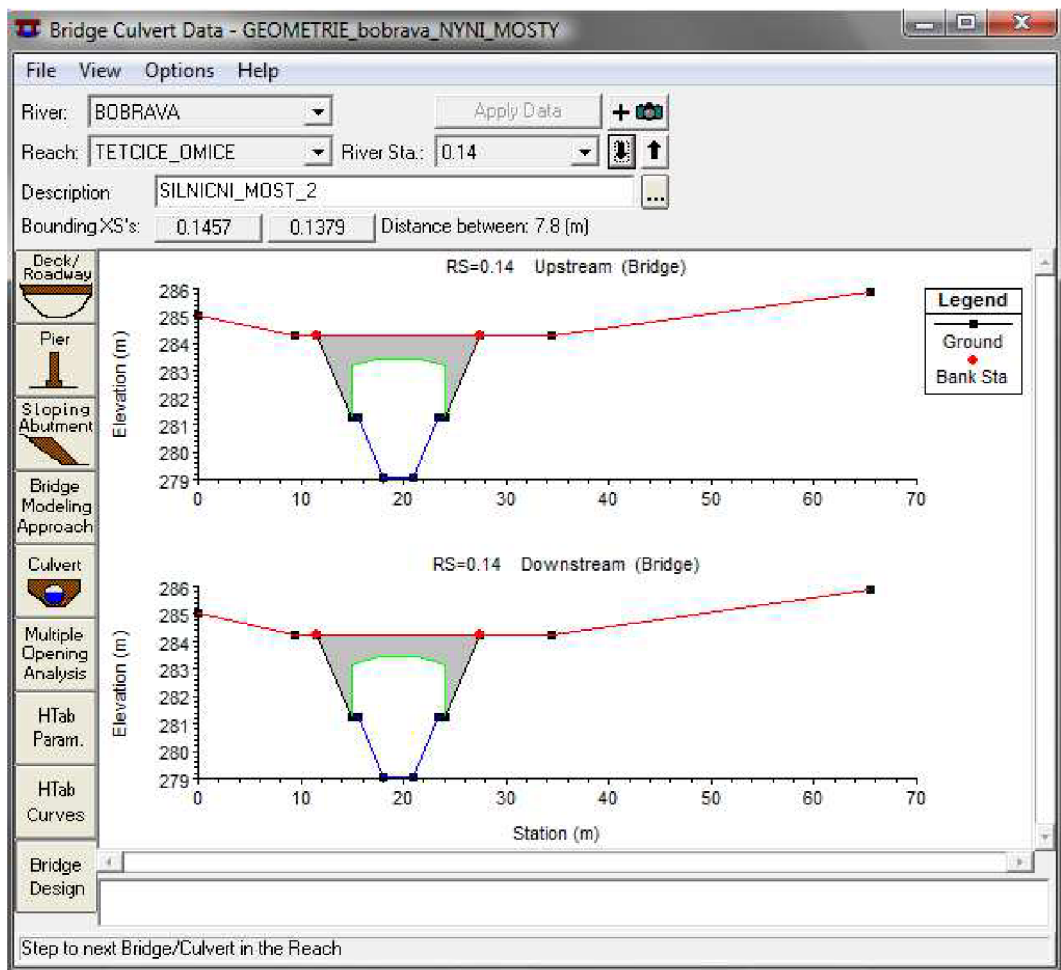 Bridge Culvert Data - GEOMETRIE_bobrava_NYNI_MOSTY
File View Options Help
River: BOBRAVA Apply Data +
Reach: TETCICE_OMICE River Sta.: 0.14
Description SILNICNI_MOST_2 ...
Bounding XS's: 0.1457 0.1379 Distance between: 7.8 (m)
Deck/
Roadway
Pier
Sloping
Abutment
Bridge
Modeling
Approach
Culvert
Multiple
Opening
Analysis
HTab
Param.
HTab
Curves
Bridge
Design
RS=0.14 Upstream (Bridge)
286
285
284
283
282
281
280
279
Elevation (m)
0 10 20 30 40 50 60 70
Legend
Ground
Bank Sta
RS=0.14 Downstream (Bridge)
286
285
284
283
282
281
280
279
Elevation (m)
0 10 20 30 40 50 60 70
Station (m)
Step to next Bridge/Culvert in the Reach